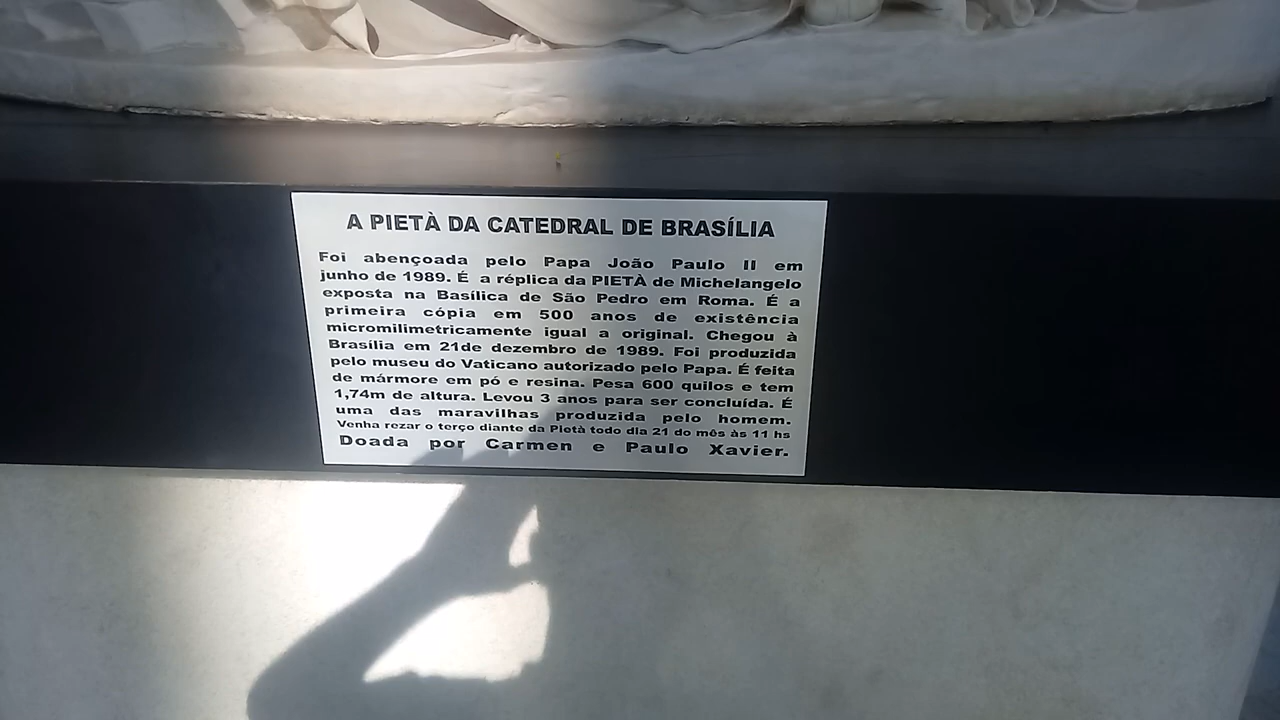 A PIETÀ DA CATEDRAL DE BRASÍLIA
Foi abençoada pelo Papa João Paulo II em
junho de 1989. É a réplica da PIETÀ de Michelangelo
exposta na Basílica de São Pedro em Roma. É a
primeira cópia em 500 anos de existência
micromilimetricamente igual a original. Chegou à
Brasília em 21de dezembro de 1989. Foi produzida
pelo museu do Vaticano autorizado pelo Papa. É feita
de mármore em pó e resina. Pesa 600 quilos e tem
1,74m de altura. Levou 3 anos para ser concluída. É
uma das maravilhas produzida pelo homem.
Venha rezar o terço diante da Pietà todo dia 21 do mês às 11 hs
Doada por Carmen e Paulo Xavier.